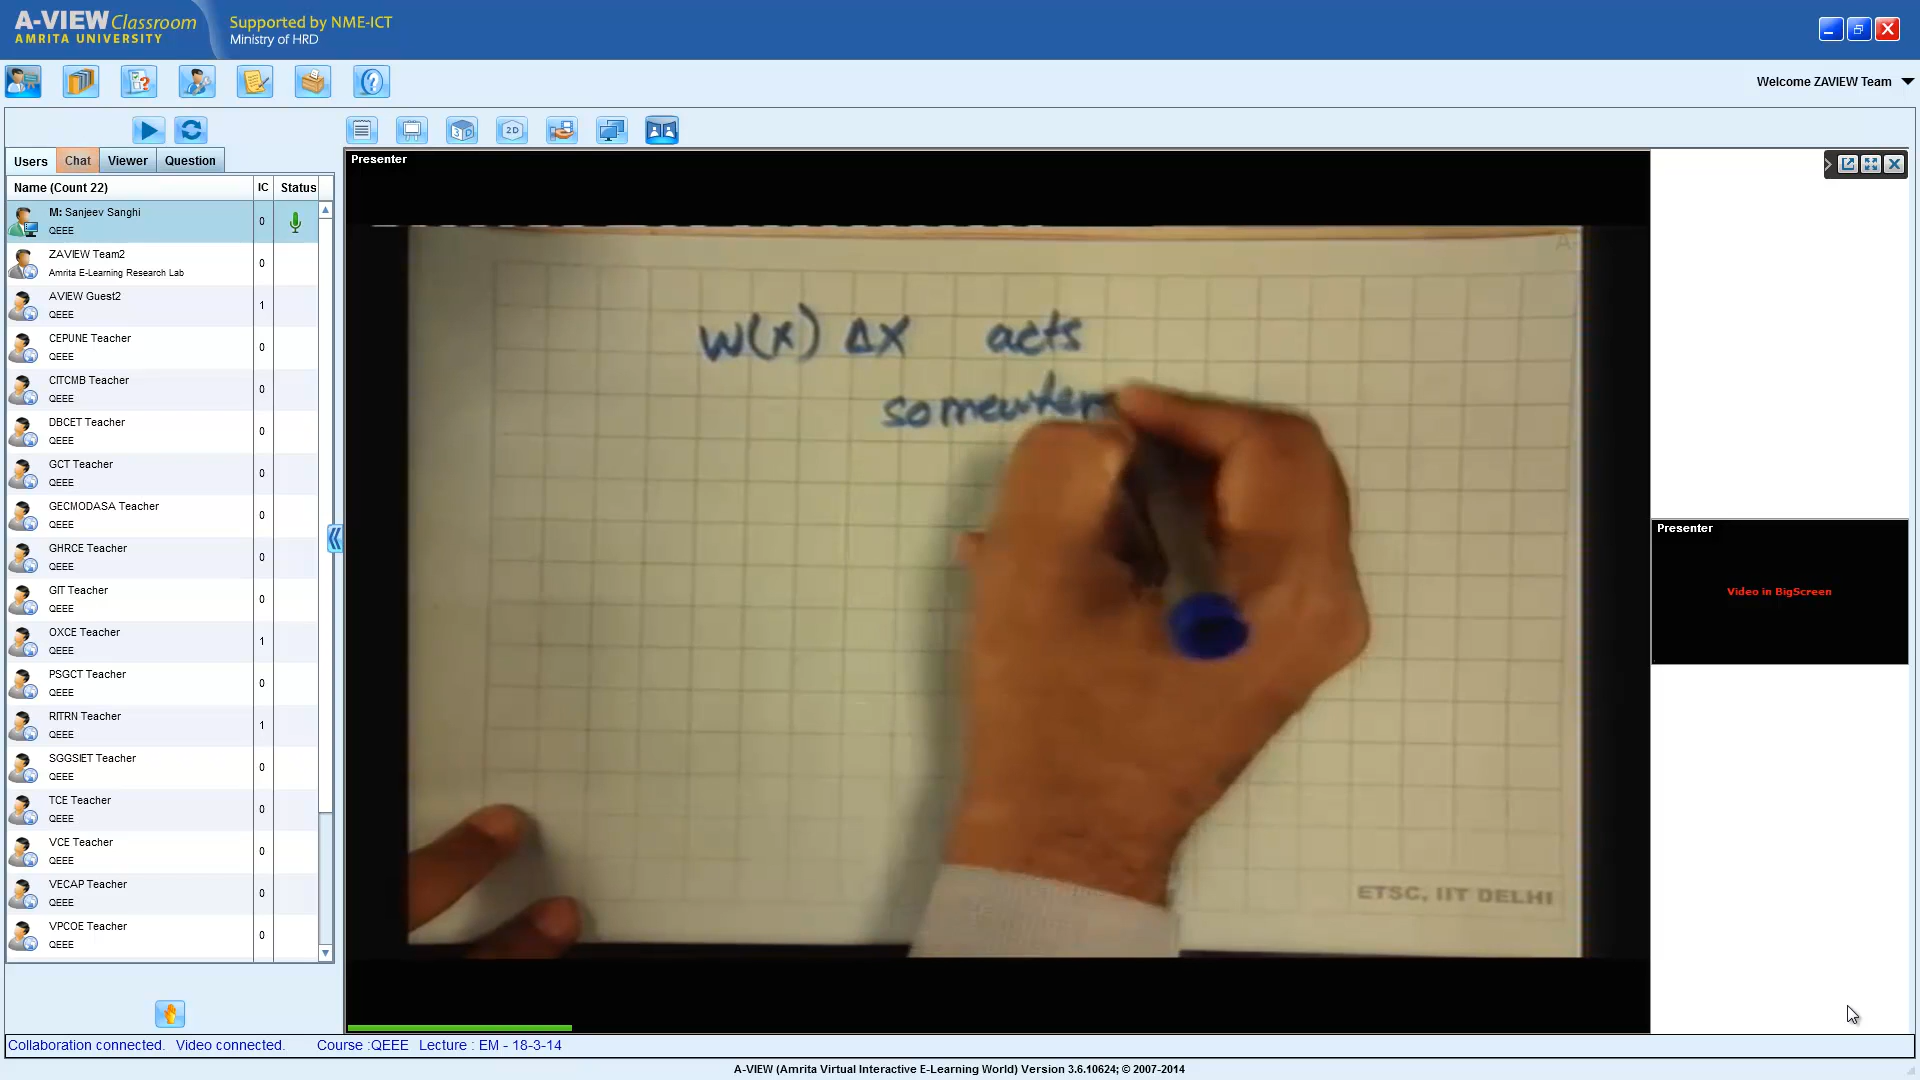 A-VIEW Classroom
AMRITA UNIVERSITY
Supported by NME-ICT
Ministry of HRD
Welcome ZAVIEW Team
3D
2D
Users
Chat
Viewer
Question
Name (Count 22)
IC
Status
M: Sanjeev Sanghi
QEEE
0
ZAVIEW Team2
Amrita E-Learning Research Lab
0
AVIEW Guest2
QEEE
1
CEPUNE Teacher
QEEE
0
CITCMB Teacher
QEEE
0
DBCET Teacher
QEEE
0
GCT Teacher
QEEE
0
GECMODASA Teacher
QEEE
0
GHRCE Teacher
QEEE
0
GIT Teacher
QEEE
0
OXCE Teacher
QEEE
1
PSGCT Teacher
QEEE
0
RITRN Teacher
QEEE
1
SGGSIET Teacher
QEEE
0
TCE Teacher
QEEE
0
VCE Teacher
QEEE
0
VECAP Teacher
QEEE
0
VPCOE Teacher
QEEE
0
Presenter
w(x) Δx acts
somewher
ETSC, IIT DELHI
Presenter
Video in BigScreen
Collaboration connected. Video connected. Course :QEEE Lecture : EM - 18-3-14
A-VIEW (Amrita Virtual Interactive E-Learning World) Version 3.6.10624; © 2007-2014